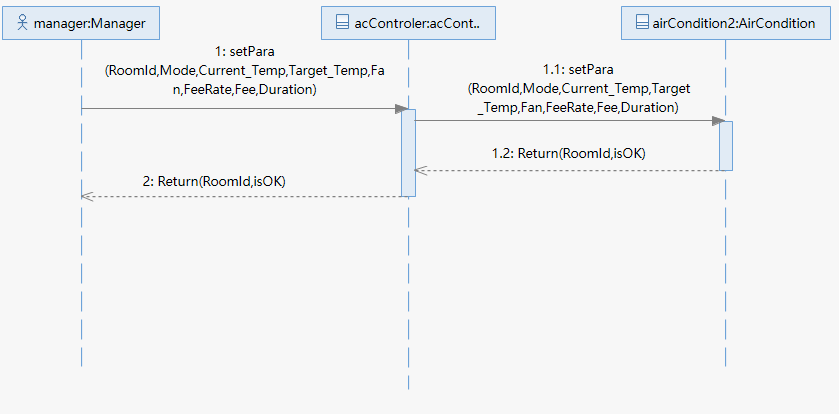 manager:Manager
acControler:acCont..
airCondition2:AirCondition
1: setPara
(RoomId,Mode,Current_Temp,Target_Temp,Fa
n,FeeRate,Fee,Duration)
1.1: setPara
(RoomId,Mode,Current_Temp,Target
_Temp,Fan,FeeRate,Fee,Duration)
1.2: Return(RoomId,isOK)
2: Return(RoomId,isOK)